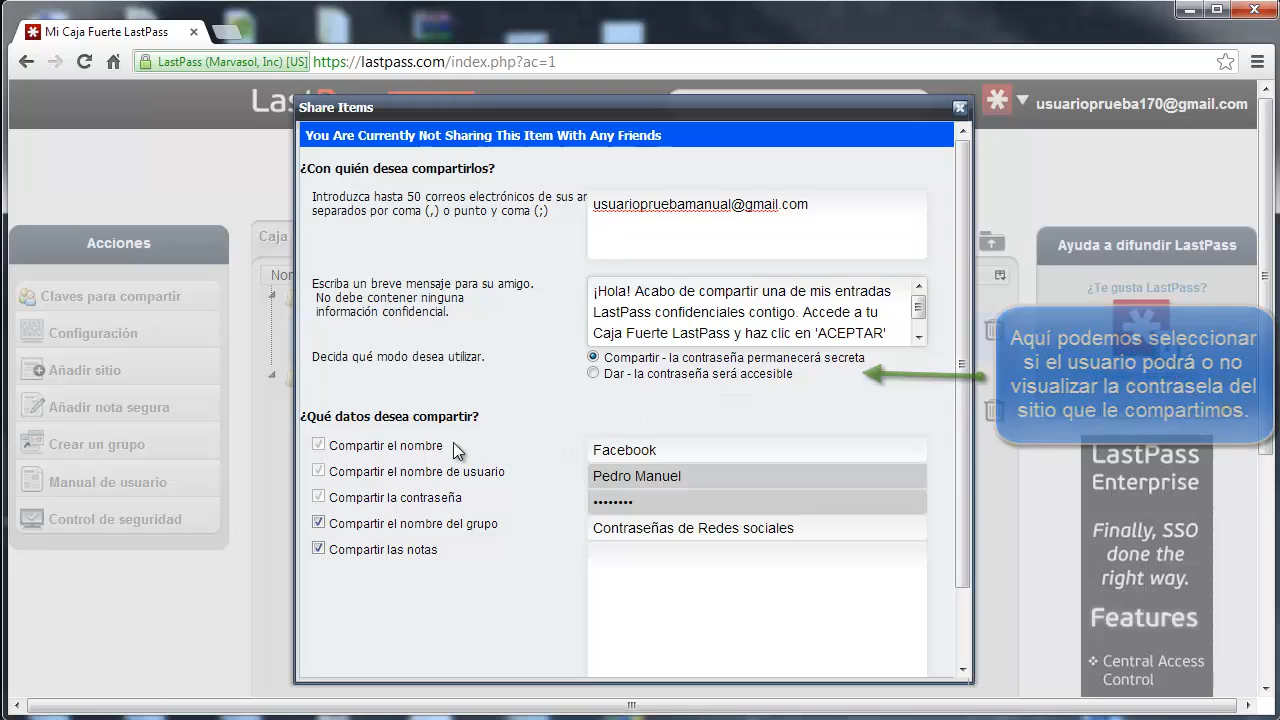 Mi Caja Fuerte LastPass
LastPass (Marvasol, Inc) [US]
https://lastpass.com/index.php?ac=1
usuarioprueba170@gmail.com
Share Items
You Are Currently Not Sharing This Item With Any Friends
¿Con quién desea compartirlos?
Introduzca hasta 50 correos electrónicos de sus ar
separados por coma (,) o punto y coma (;)
usuariopruebamanual@gmail.com
Escriba un breve mensaje para su amigo.
No debe contener ninguna
información confidencial.
¡Hola! Acabo de compartir una de mis entradas
LastPass confidenciales contigo. Accede a tu
Caja Fuerte LastPass y haz clic en 'ACEPTAR'
Decida qué modo desea utilizar.
Compartir - la contraseña permanecerá secreta
Dar - la contraseña será accesible
¿Qué datos desea compartir?
Compartir el nombre
Facebook
Compartir el nombre de usuario
Pedro Manuel
Compartir la contraseña
••••••••
Compartir el nombre del grupo
Contraseñas de Redes sociales
Compartir las notas
Acciones
Claves para compartir
Configuración
Añadir sitio
Añadir nota segura
Crear un grupo
Manual de usuario
Control de seguridad
Caja
Nor
Ayuda a difundir LastPass
¿Te gusta LastPass?
Aquí podemos seleccionar
si el usuario podrá o no
visualizar la contrasela del
sitio que le compartimos.
LastPass
Enterprise
Finally, SSO
done the
right way.
Features
Central Access
Control